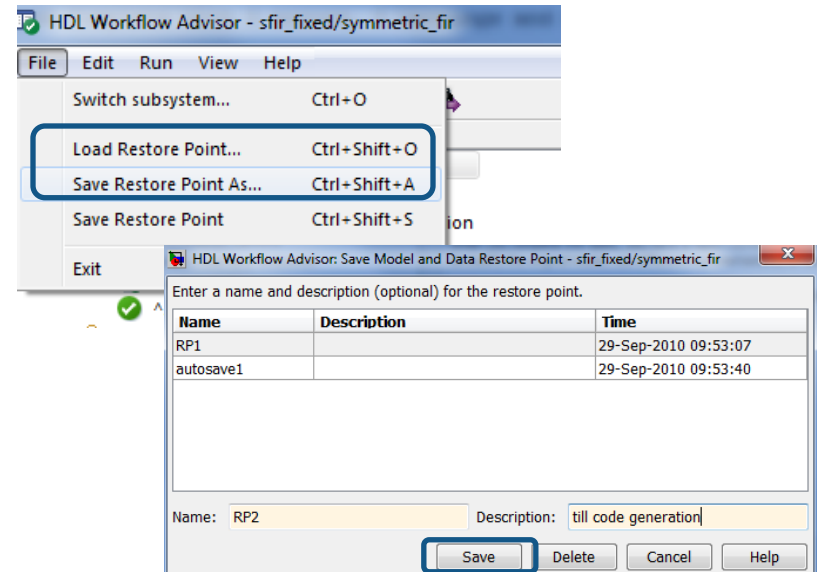 HDL Workflow Advisor - sfir_fixed/symmetric_fir
File Edit Run View Help
Switch subsystem... Ctrl+O
Load Restore Point... Ctrl+Shift+O
Save Restore Point As... Ctrl+Shift+A
Save Restore Point Ctrl+Shift+S
ion
Exit
HDL Workflow Advisor: Save Model and Data Restore Point - sfir_fixed/symmetric_fir
Enter a name and description (optional) for the restore point.
Name Description Time
RP1 29-Sep-2010 09:53:07
autosave1 29-Sep-2010 09:53:40
Name: RP2 Description: till code generation
Save Delete Cancel Help